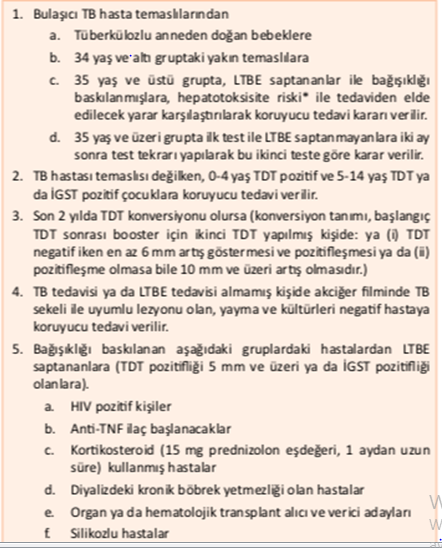 1. Bulaşıcı TB hasta temaslılarından
a. Tüberkülozlu anneden doğan bebeklere
b. 34 yaş ve altı gruptaki yakın temaslılara
c. 35 yaş ve üstü grupta, LTBE saptananlar ile bağışıklığı
baskılanmışlara, hepatotoksisite riski* ile tedaviden elde
edilecek yarar karşılaştırılarak koruyucu tedavi kararı verilir.
d. 35 yaş ve üzeri grupta ilk test ile LTBE saptanmayanlara iki ay
sonra test tekrarı yapılarak bu ikinci teste göre karar verilir.
2. TB hastası temaslısı değilken, 0-4 yaş TDT pozitif ve 5-14 yaş TDT ya
da İGST pozitif çocuklara koruyucu tedavi verilir.
3. Son 2 yılda TDT konversiyonu olursa (konversiyon tanımı, başlangıç
TDT sonrası booster için ikinci TDT yapılmış kişide: ya (i) TDT
negatif iken en az 6 mm artış göstermesi ve pozitifleşmesi ya da (ii)
pozitifleşme olmasa bile 10 mm ve üzeri artış olmasıdır.)
4. TB tedavisi ya da LTBE tedavisi almamış kişide akciğer filminde TB
sekeli ile uyumlu lezyonu olan, yayma ve kültürleri negatif hastaya
koruyucu tedavi verilir.
5. Bağışıklığı baskılanan aşağıdaki gruplardaki hastalardan LTBE
saptananlara (TDT pozitifliği 5 mm ve üzeri ya da İGST pozitifliği
olanlara).
a. HIV pozitif kişiler
b. Anti-TNF ilaç başlanacaklar
c. Kortikosteroid (15 mg prednizolon eşdeğeri, 1 aydan uzun
süre) kullanmış hastalar
d. Diyalizdeki kronik böbrek yetmezliği olan hastalar
e. Organ ya da hematolojik transplant alıcı ve verici adayları
f. Silikozlu hastalar